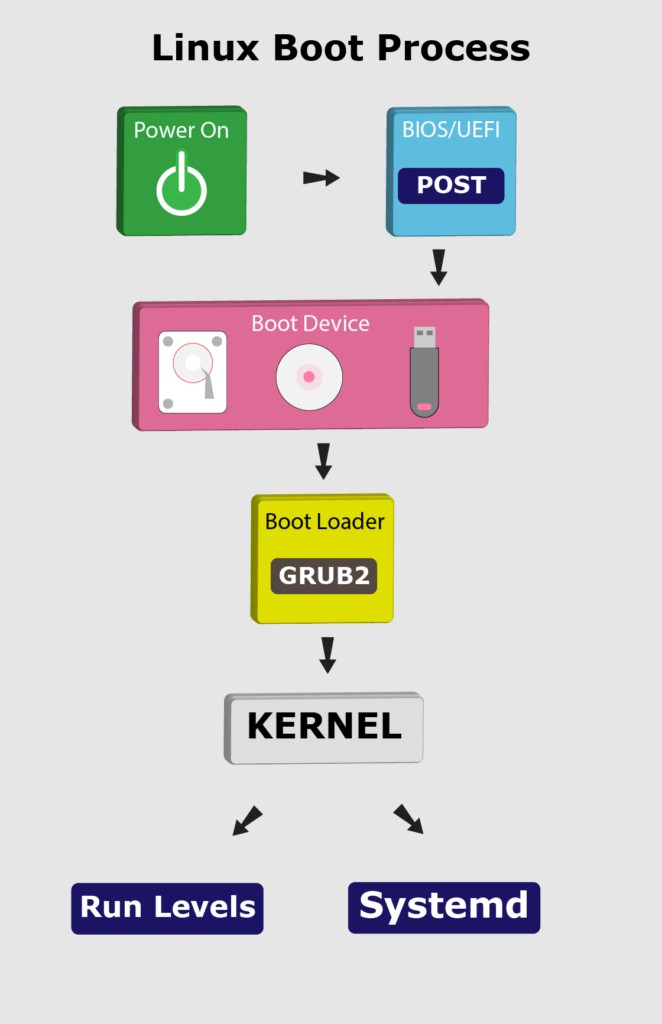 Linux Boot Process
Power On
BIOS/UEFI
POST
Boot Device
Boot Loader
GRUB2
KERNEL
Run Levels
Systemd